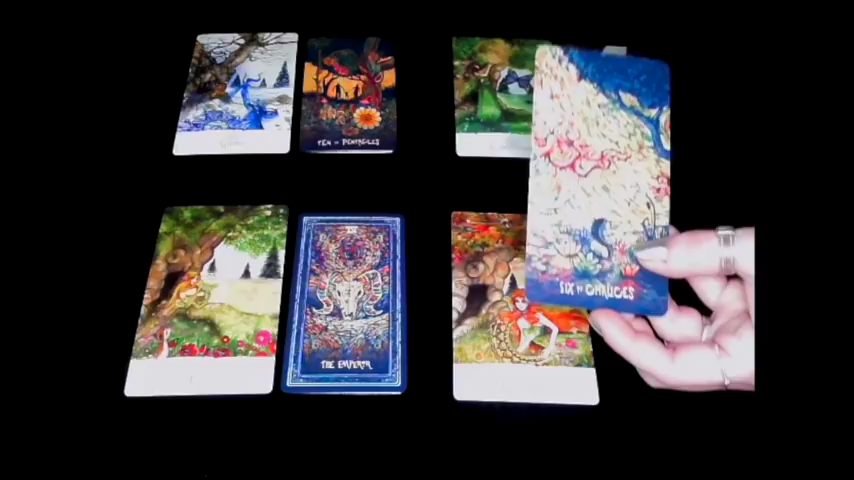 TEN OF PENTACLES
THE EMPEROR
SIX OF CHALICES